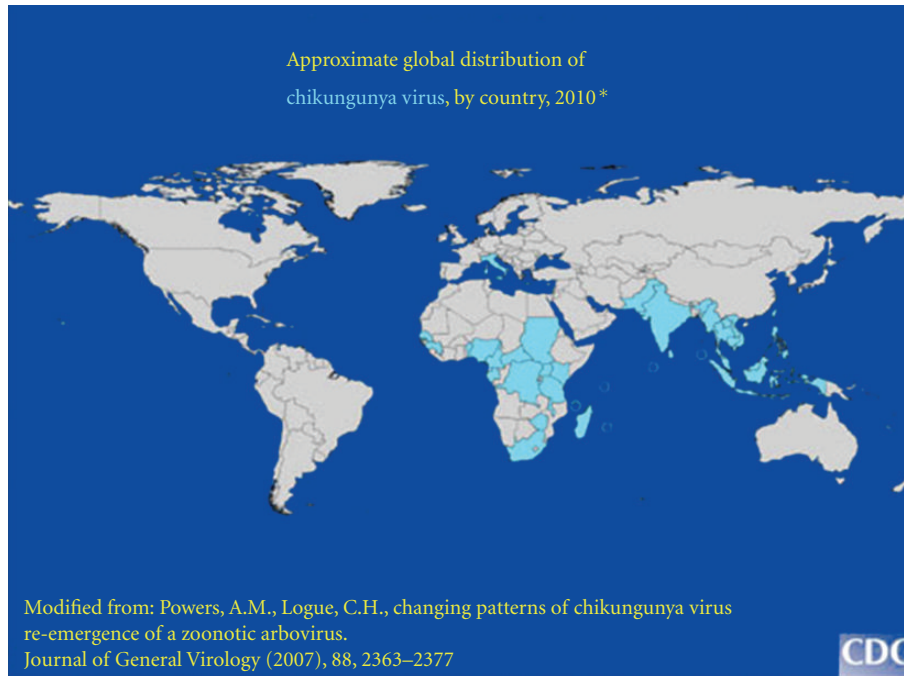 Approximate global distribution of
chikungunya virus, by country, 2010*
Modified from: Powers, A.M., Logue, C.H., changing patterns of chikungunya virus
re-emergence of a zoonotic arbovirus.
Journal of General Virology (2007), 88, 2363–2377
CDC